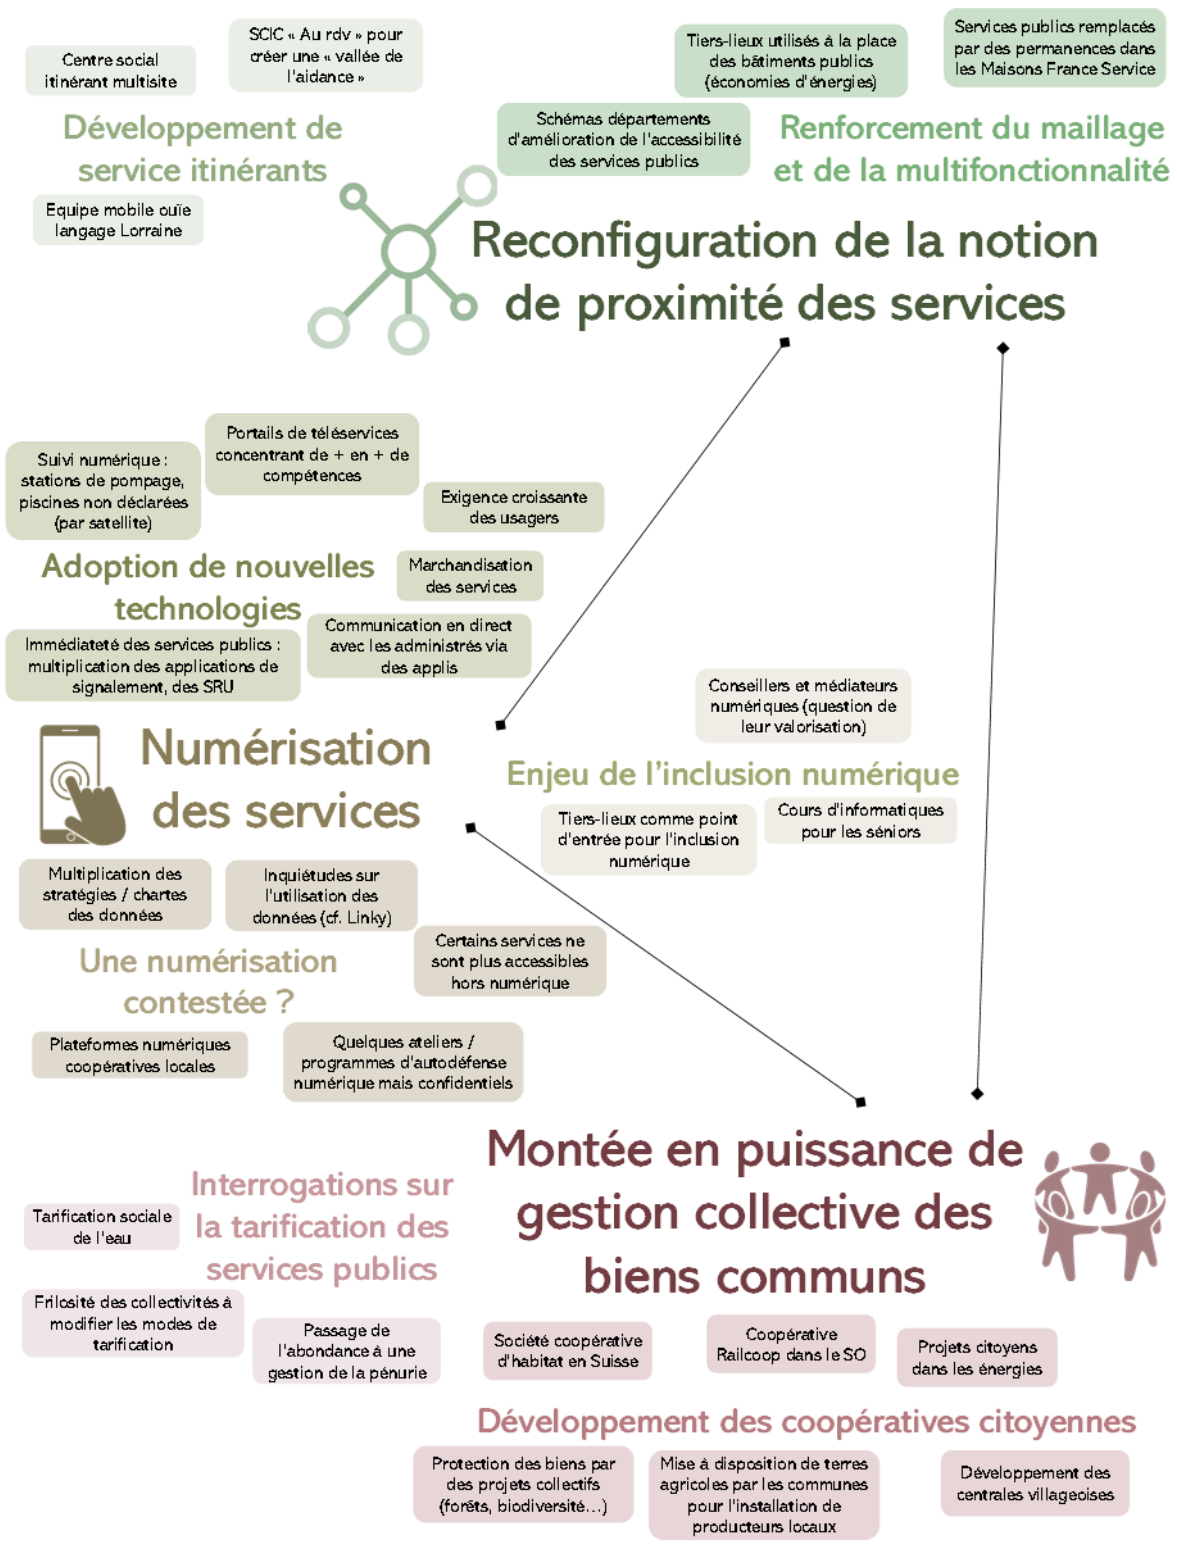 Centre social
itinérant multisite
SCIC « Au rdv » pour
créer une « vallée de
l'aidance »
Développement de
service itinérants
Equipe mobile ouïe
langage Lorraine
Tiers-lieux utilisés à la place
des bâtiments publics
(économies d'énergies)
Services publics remplacés
par des permanences dans
les Maisons France Service
Schémas départements
d'amélioration de l'accessibilité
des services publics
Renforcement du maillage
et de la multifonctionnalité
Reconfiguration de la notion
de proximité des services
Suivi numérique :
stations de pompage,
piscines non déclarées
(par satellite)
Portails de téléservices
concentrant de + en + de
compétences
Exigence croissante
des usagers
Adoption de nouvelles
technologies
Marchandisation
des services
Immédiateté des services publics :
multiplication des applications de
signalement, des SRU
Communication en direct
avec les administrés via
des applis
Numérisation
des services
Conseillers et médiateurs
numériques (question de
leur valorisation)
Enjeu de l'inclusion numérique
Tiers-lieux comme point
d'entrée pour l'inclusion
numérique
Cours d'informatiques
pour les séniors
Multiplication des
stratégies / chartes
des données
Inquiétudes sur
l'utilisation des
données (cf. Linky)
Certains services ne
sont plus accessibles
hors numérique
Une numérisation
contestée ?
Plateformes numériques
coopératives locales
Quelques ateliers /
programmes d'autodéfense
numérique mais confidentiels
Montée en puissance de
gestion collective des
biens communs
Interrogations sur
la tarification des
services publics
Tarification sociale
de l'eau
Frilosité des collectivités à
modifier les modes de
tarification
Passage de
l'abondance à une
gestion de la pénurie
Société coopérative
d'habitat en Suisse
Coopérative
Railcoop dans le SO
Projets citoyens
dans les énergies
Développement des coopératives citoyennes
Protection des biens par
des projets collectifs
(forêts, biodiversité...)
Mise à disposition de terres
agricoles par les communes
pour l'installation de
producteurs locaux
Développement des
centrales villageoises